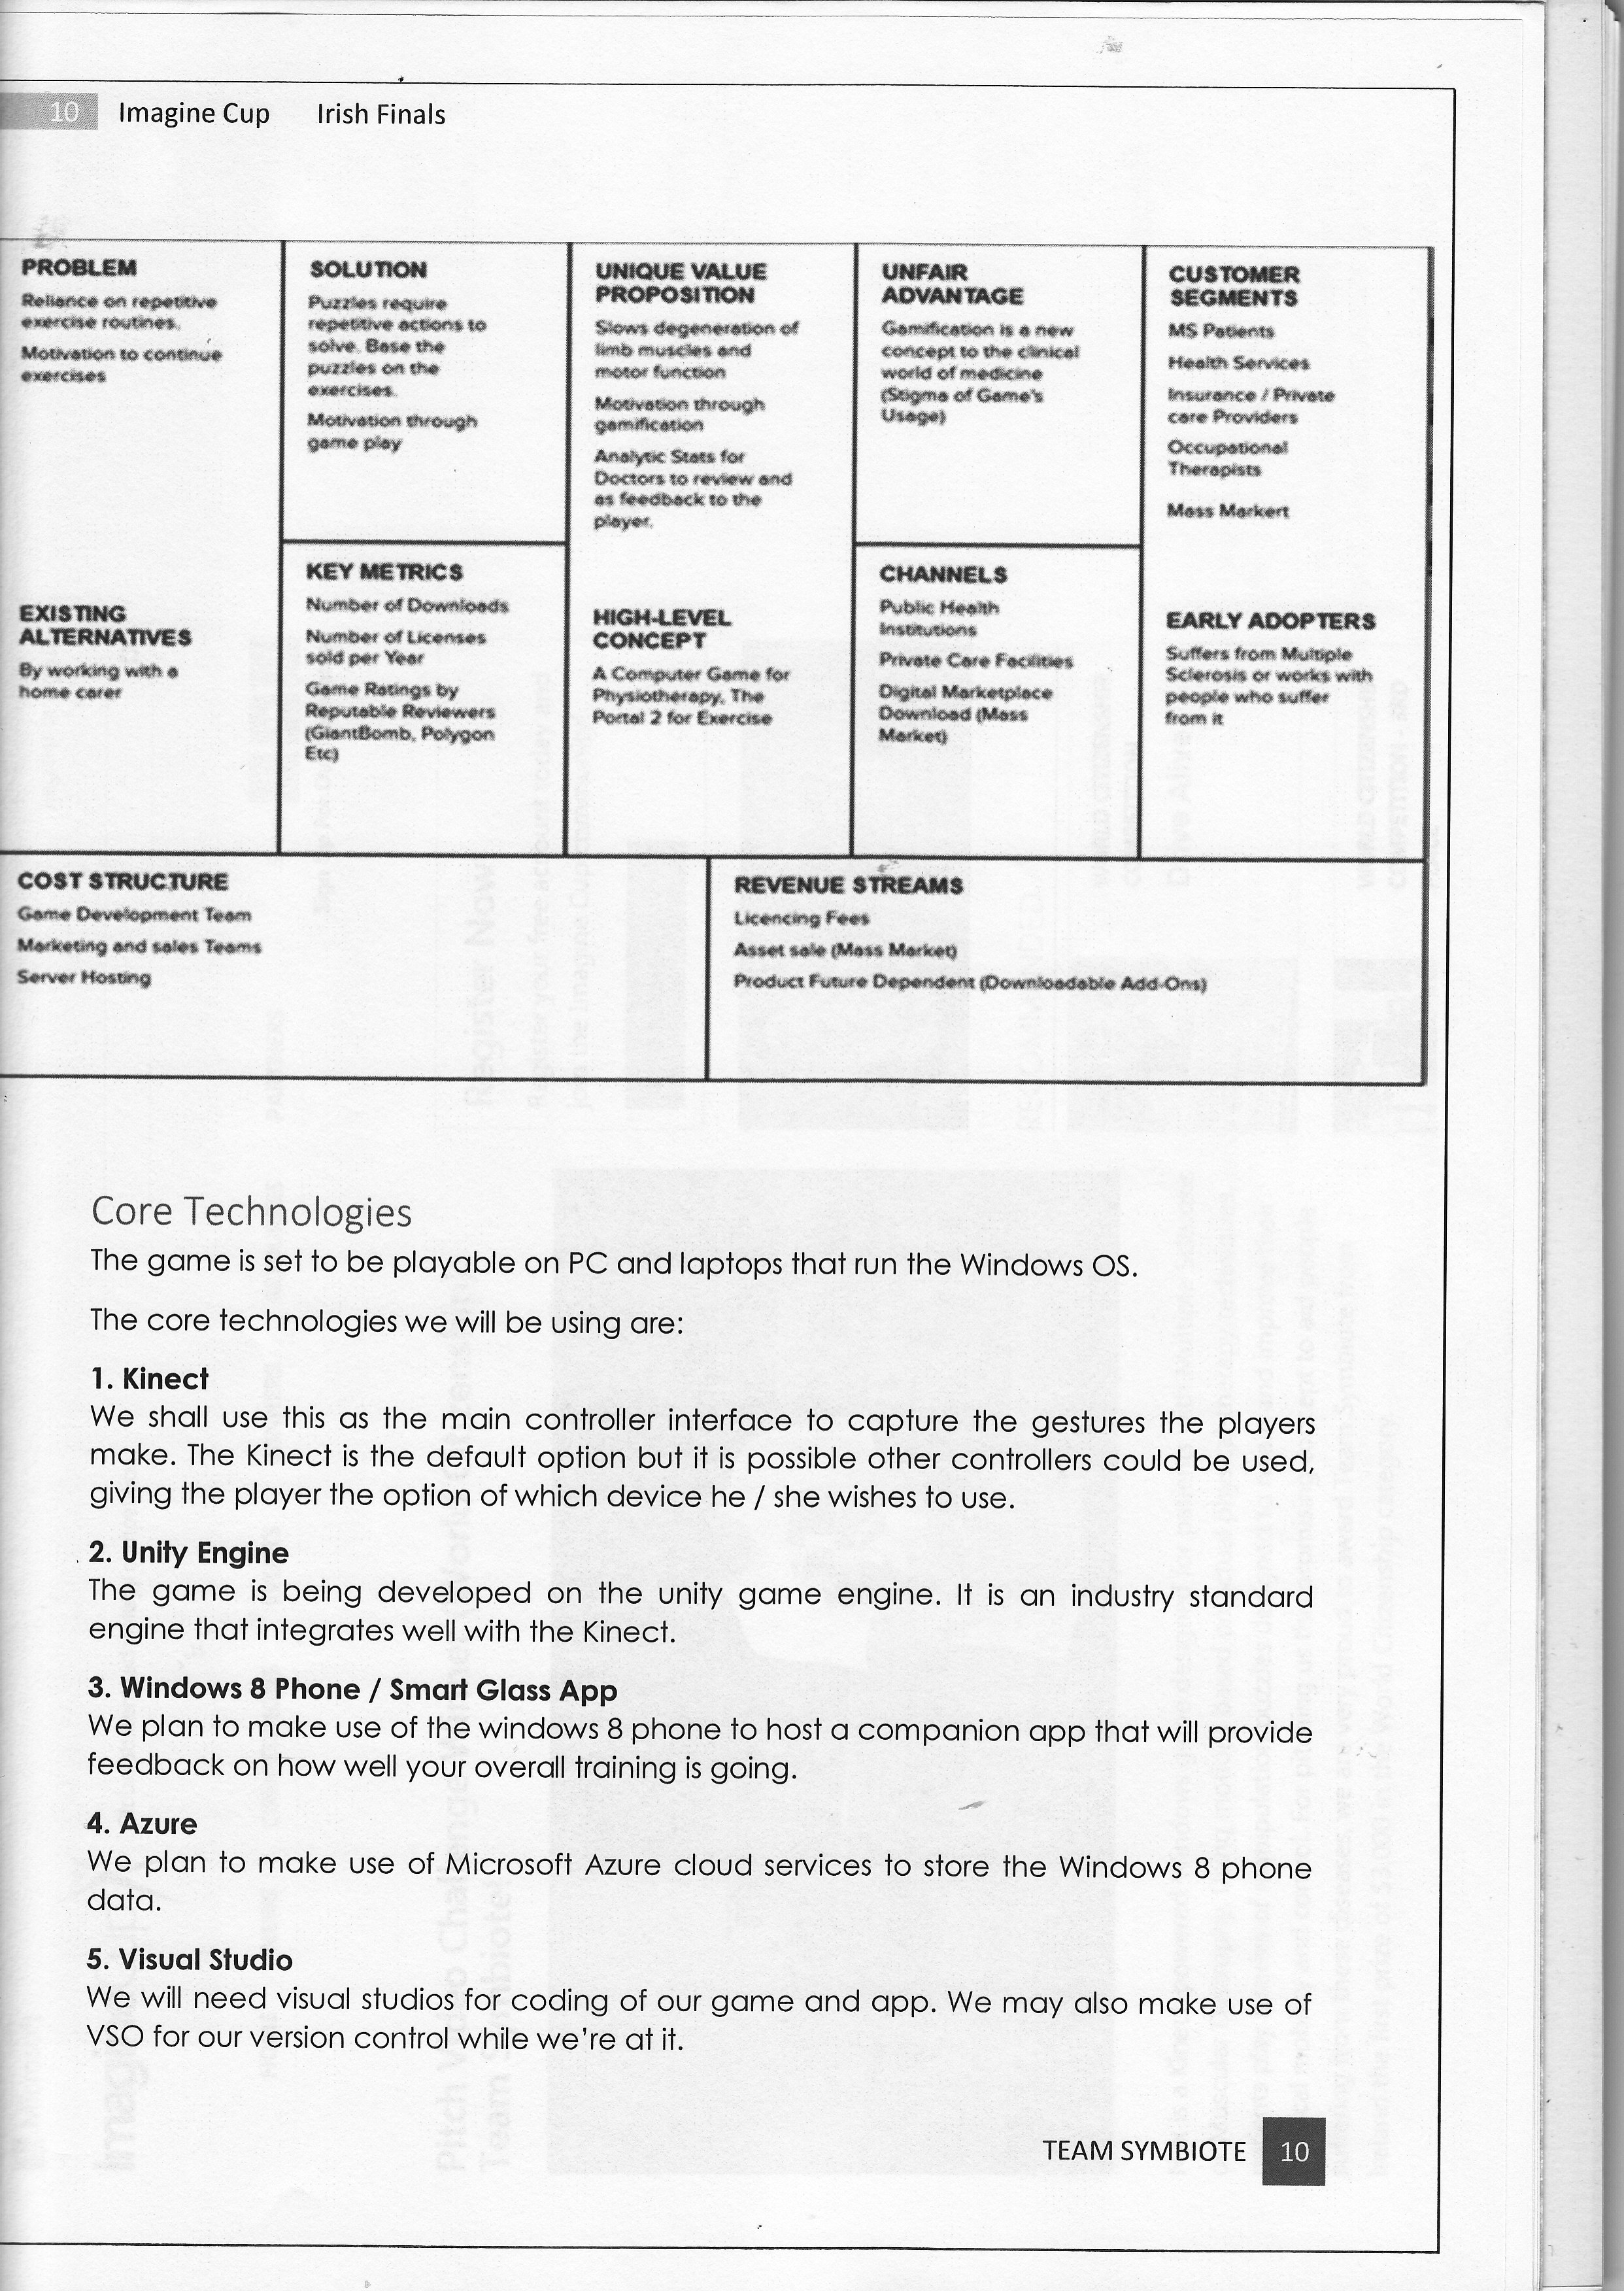 10 Imagine Cup Irish Finals
PROBLEM
Reliance on repetitive
exercise routines.
Motivation to continue
exercises
EXISTING
ALTERNATIVES
By working with a
home carer
SOLUTION
Puzzles require
repetitive actions to
solve. Base the
puzzles on the
exercises.
Motivation through
game play
KEY METRICS
Number of Downloads
Number of Licenses
sold per Year
Game Ratings by
Reputable Reviewers
(GiantBomb, Polygon
Etc)
UNIQUE VALUE
PROPOSITION
Slows degeneration of
limb muscles and
motor function
Motivation through
gamification
Analytic Stats for
Doctors to review and
as feedback to the
player.
HIGH-LEVEL
CONCEPT
A Computer Game for
Physiotherapy, The
Portal 2 for Exercise
UNFAIR
ADVANTAGE
Gamification is a new
concept to the clinical
world of medicine
(Stigma of Game's
Usage)
CHANNELS
Public Health
Institutions
Private Care Facilities
Digital Marketplace
Download (Mass
Market)
CUSTOMER
SEGMENTS
MS Patients
Health Services
Insurance / Private
care Providers
Occupational
Therapists
Mass Markert
EARLY ADOPTERS
Suffers from Multiple
Sclerosis or works with
people who suffer
from it
COST STRUCTURE
Game Development Team
Marketing and sales Teams
Server Hosting
REVENUE STREAMS
Licencing Fees
Asset sale (Mass Market)
Product Future Dependent (Downloadable Add-Ons)
Core Technologies
The game is set to be playable on PC and laptops that run the Windows OS.
The core technologies we will be using are:
1. Kinect
We shall use this as the main controller interface to capture the gestures the players
make. The Kinect is the default option but it is possible other controllers could be used,
giving the player the option of which device he / she wishes to use.
2. Unity Engine
The game is being developed on the unity game engine. It is an industry standard
engine that integrates well with the Kinect.
3. Windows 8 Phone / Smart Glass App
We plan to make use of the windows 8 phone to host a companion app that will provide
feedback on how well your overall training is going.
4. Azure
We plan to make use of Microsoft Azure cloud services to store the Windows 8 phone
data.
5. Visual Studio
We will need visual studios for coding of our game and app. We may also make use of
VSO for our version control while we're at it.
TEAM SYMBIOTE 10